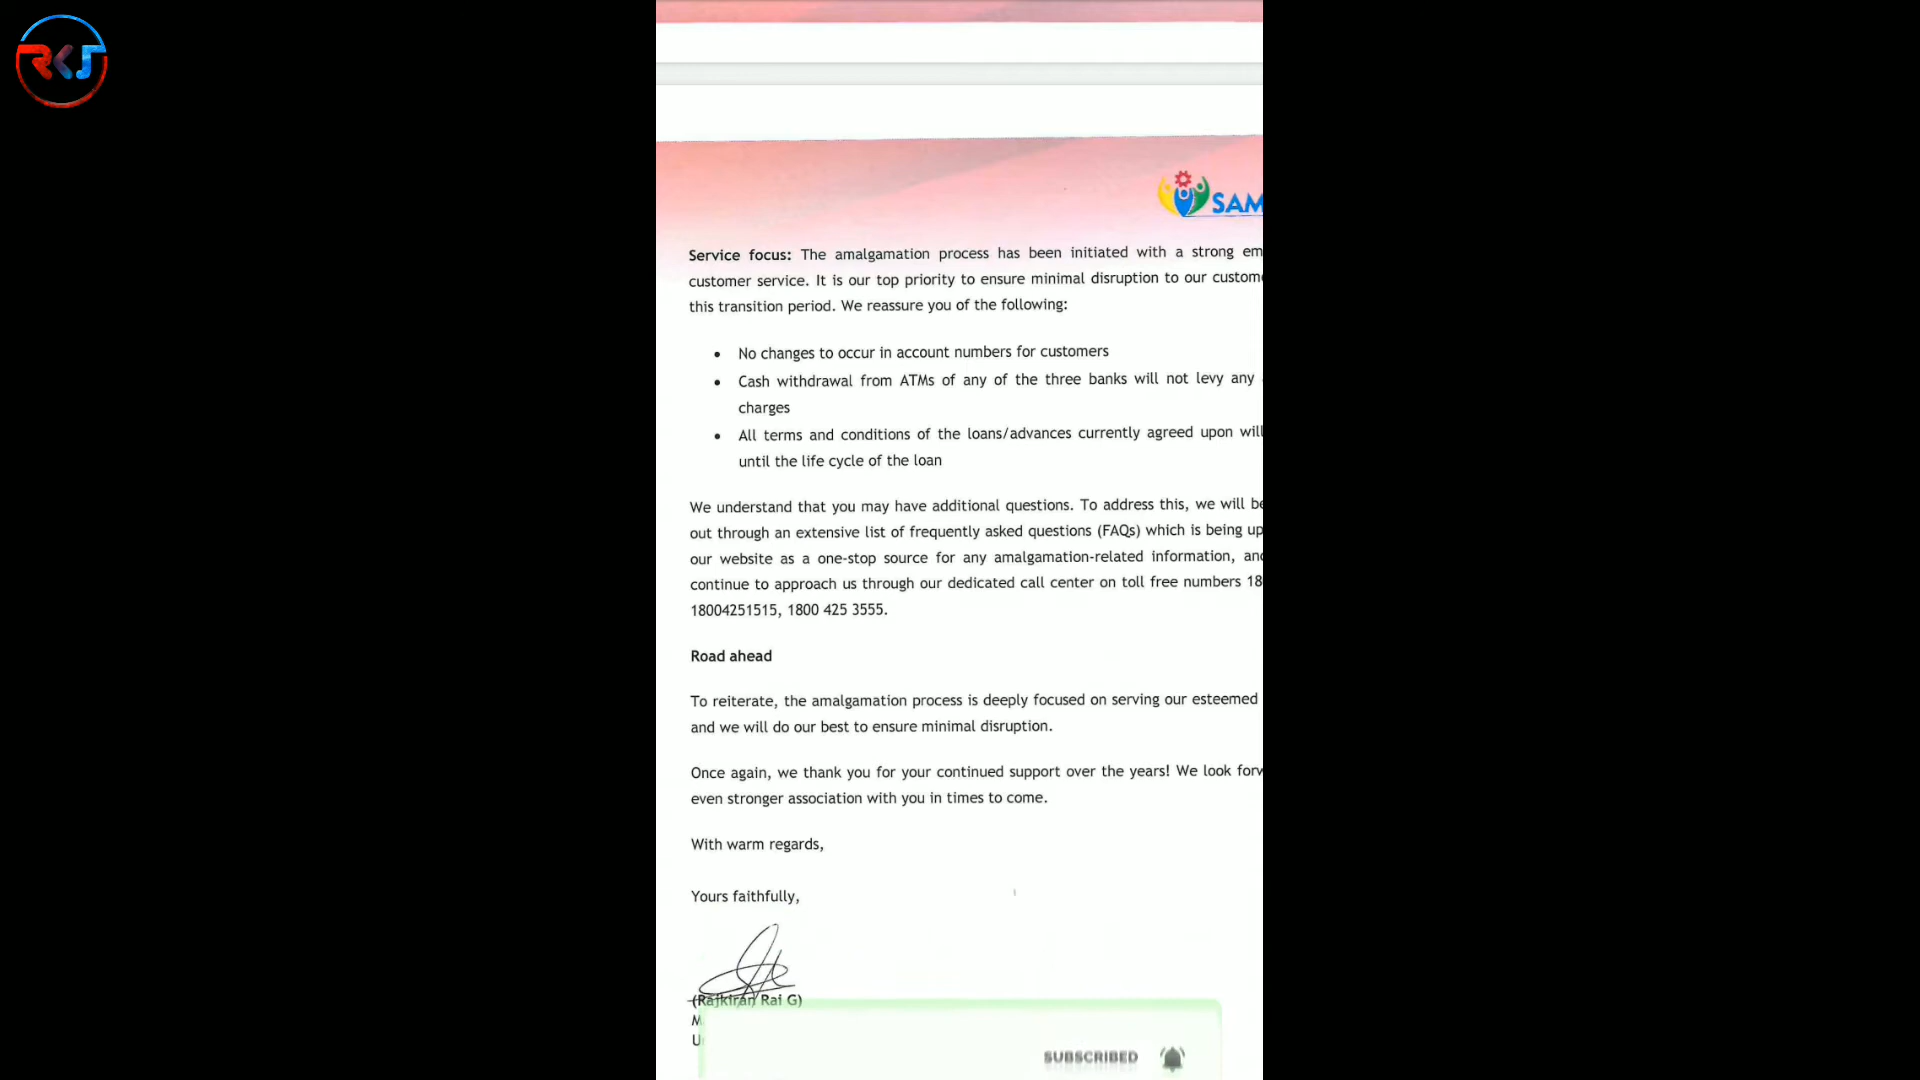 RKJ
SAM
Service focus: The amalgamation process has been initiated with a strong em
customer service. It is our top priority to ensure minimal disruption to our custome
this transition period. We reassure you of the following:
• No changes to occur in account numbers for customers
• Cash withdrawal from ATMs of any of the three banks will not levy any
charges
• All terms and conditions of the loans/advances currently agreed upon will
until the life cycle of the loan
We understand that you may have additional questions. To address this, we will be
out through an extensive list of frequently asked questions (FAQs) which is being up
our website as a one-stop source for any amalgamation-related information, and
continue to approach us through our dedicated call center on toll free numbers 18
18004251515, 1800 425 3555.
Road ahead
To reiterate, the amalgamation process is deeply focused on serving our esteemed
and we will do our best to ensure minimal disruption.
Once again, we thank you for your continued support over the years! We look forw
even stronger association with you in times to come.
With warm regards,
Yours faithfully,
(Rajkiran Rai G)
M
U
SUBSCRIBED